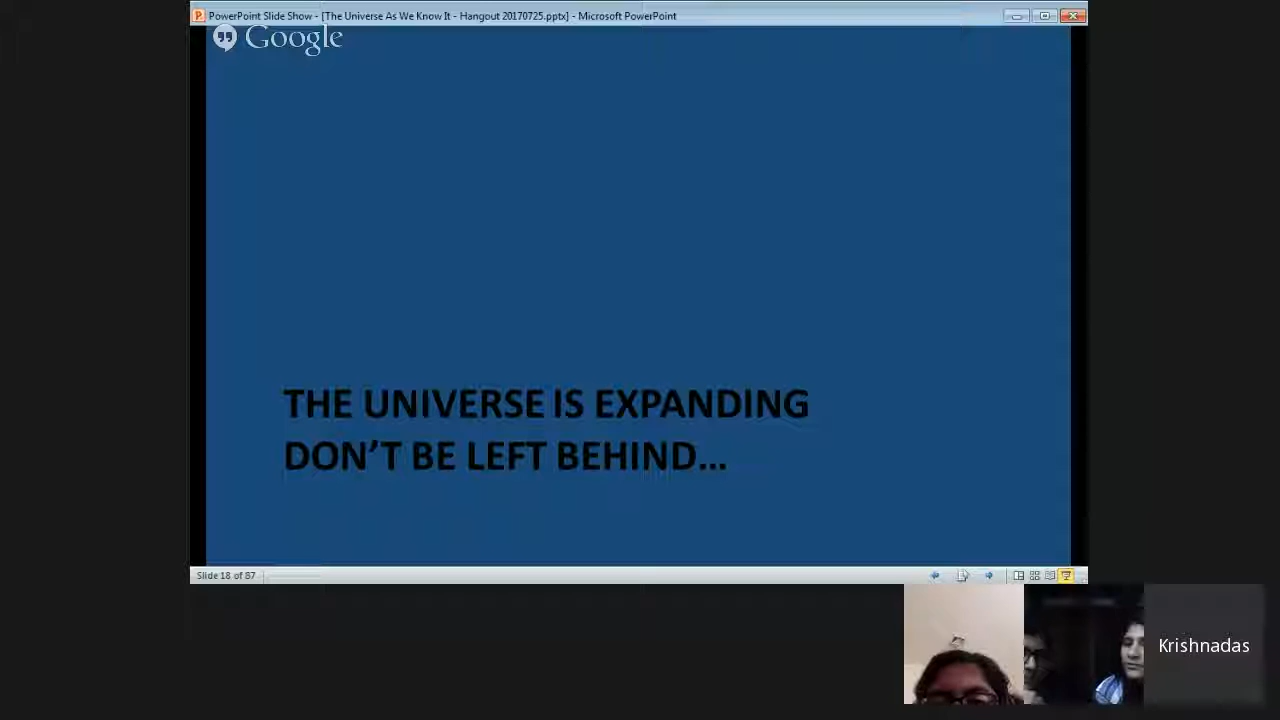 PowerPoint Slide Show - [The Universe As We Know It - Hangout 20170725.pptx] - Microsoft PowerPoint
Google
THE UNIVERSE IS EXPANDING
DON’T BE LEFT BEHIND…
Slide 18 of 87
Krishnadas